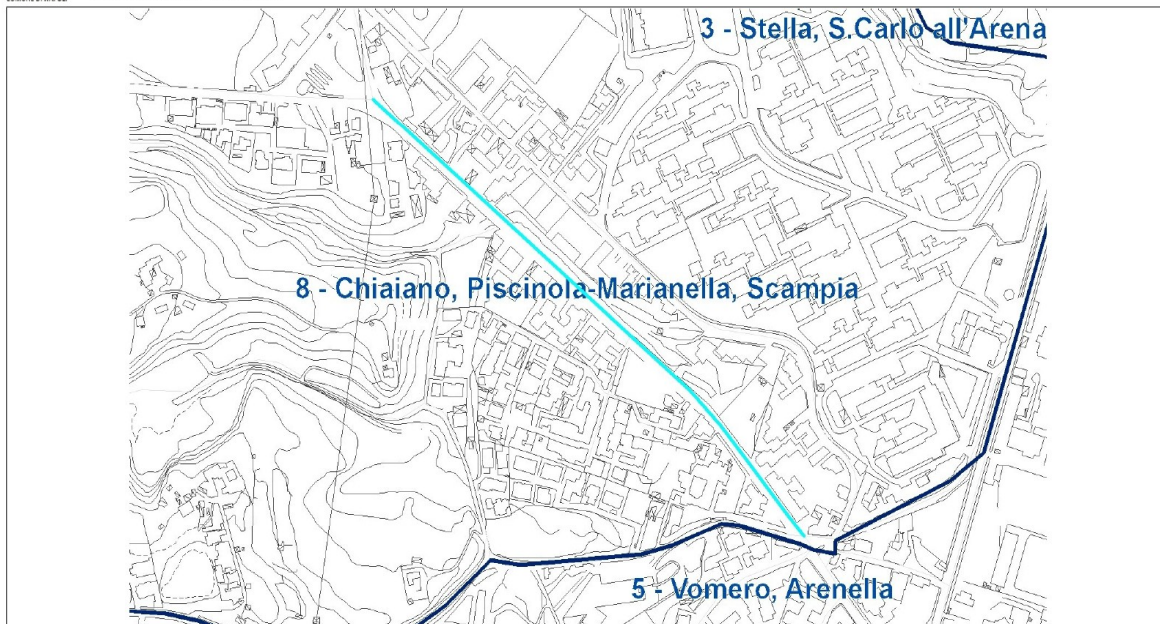 3 - Stella, S.Carlo all'Arena
8 - Chiaiano, Piscinola-Marianella, Scampia
5 - Vomero, Arenella